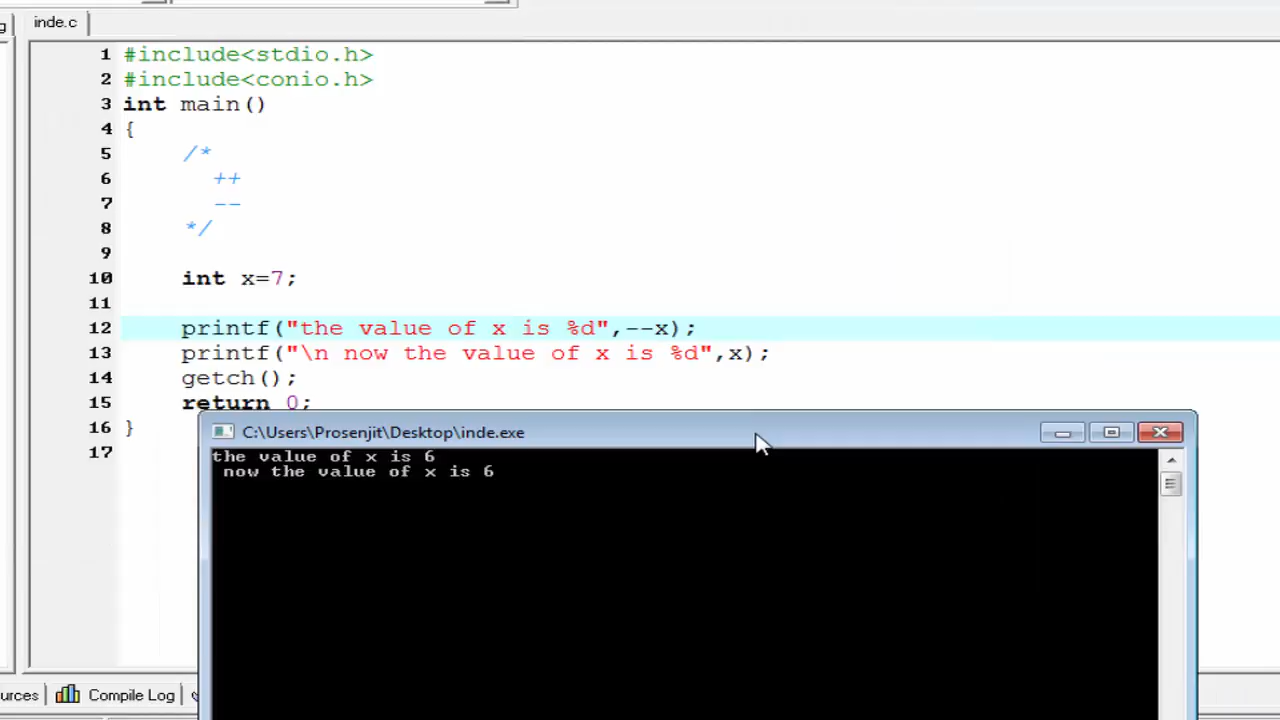 inde.c
1 #include<stdio.h>
2 #include<conio.h>
3 int main()
4 {
5 /*
6 ++
7 --
8 */
9
10 int x=7;
11
12 printf("the value of x is %d",--x);
13 printf("\n now the value of x is %d",x);
14 getch();
15 return 0;
16 }
17
C:\Users\Prosenjit\Desktop\inde.exe
the value of x is 6
now the value of x is 6
urces Compile Log